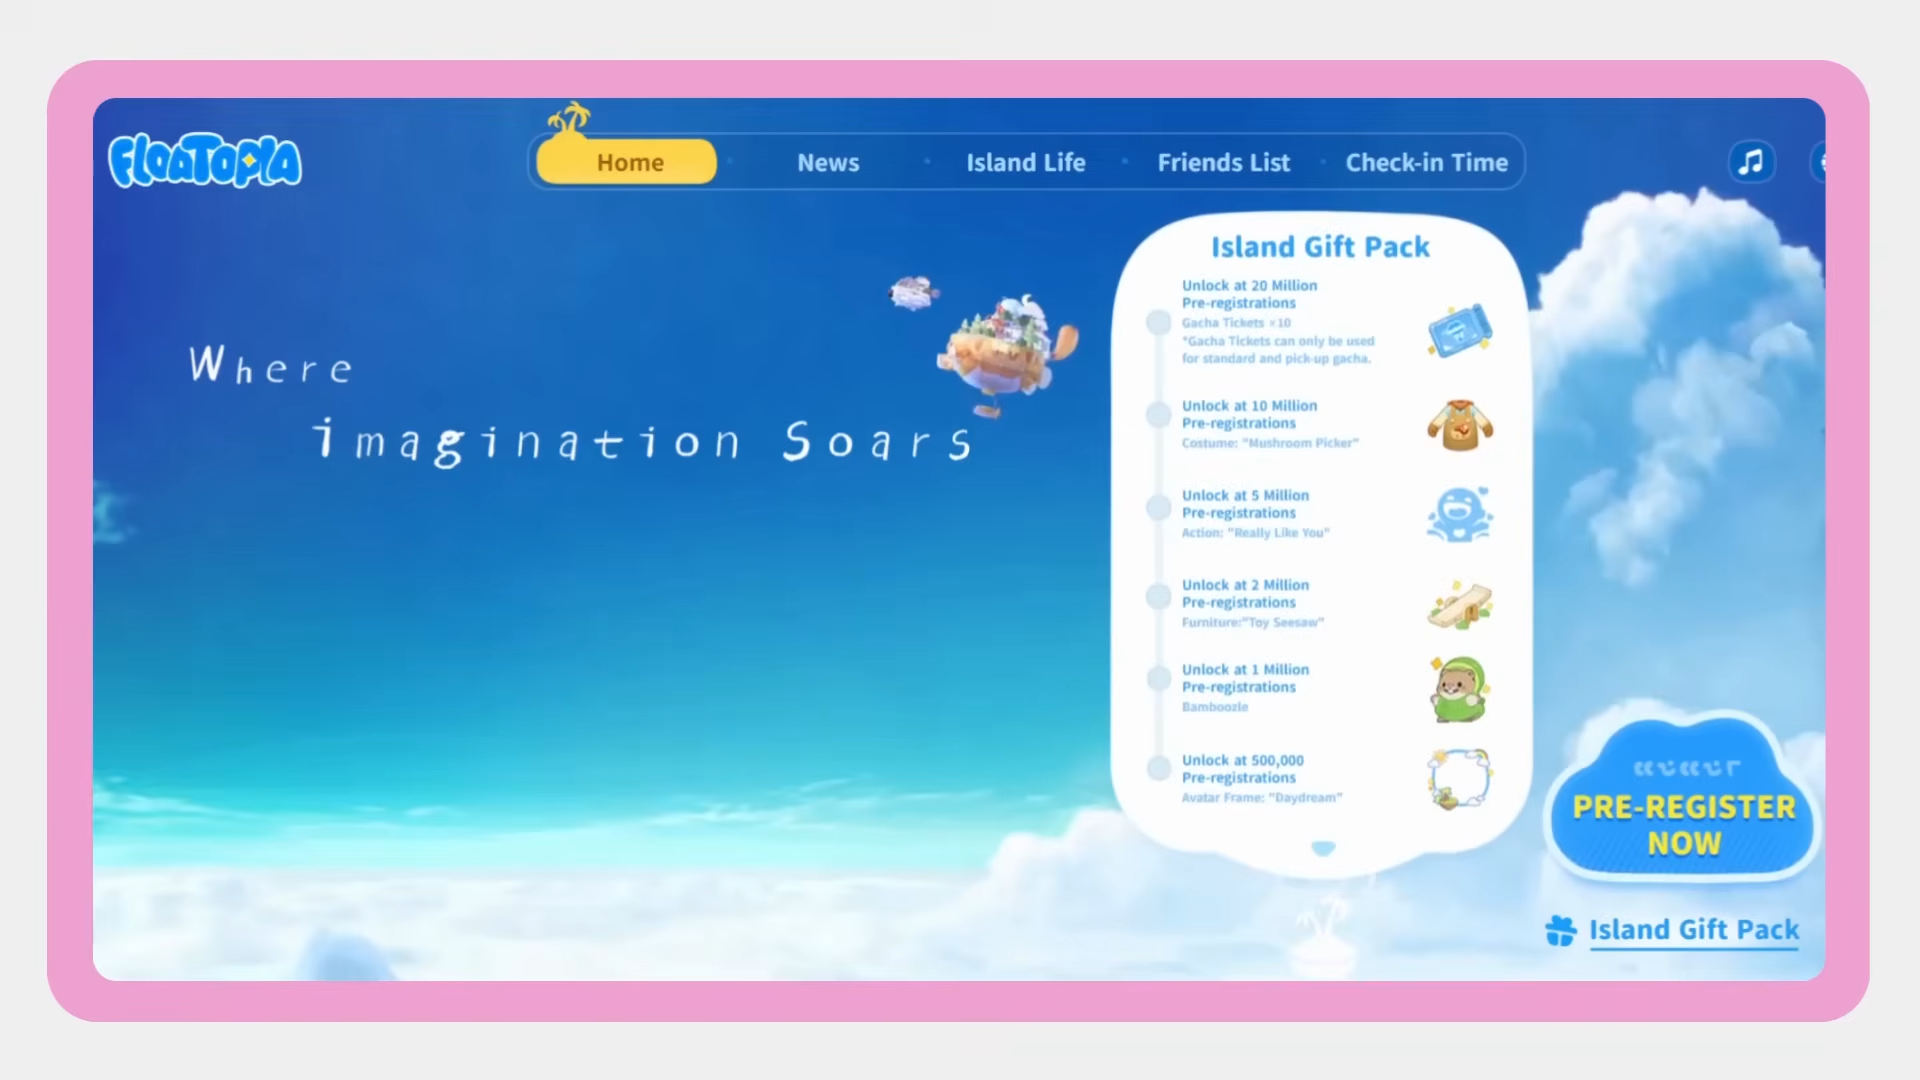 FLOATOPIA
Home
News
Island Life
Friends List
Check-in Time
Where
imagination Soars
Island Gift Pack
Unlock at 20 Million
Pre-registrations
Gacha Tickets ×10
*Gacha Tickets can only be used
for standard and pick-up gacha.
Unlock at 10 Million
Pre-registrations
Costume: "Mushroom Picker"
Unlock at 5 Million
Pre-registrations
Action: "Really Like You"
Unlock at 2 Million
Pre-registrations
Furniture:"Toy Seesaw"
Unlock at 1 Million
Pre-registrations
Bamboozle
Unlock at 500,000
Pre-registrations
Avatar Frame: "Daydream"
PRE-REGISTER
NOW
Island Gift Pack